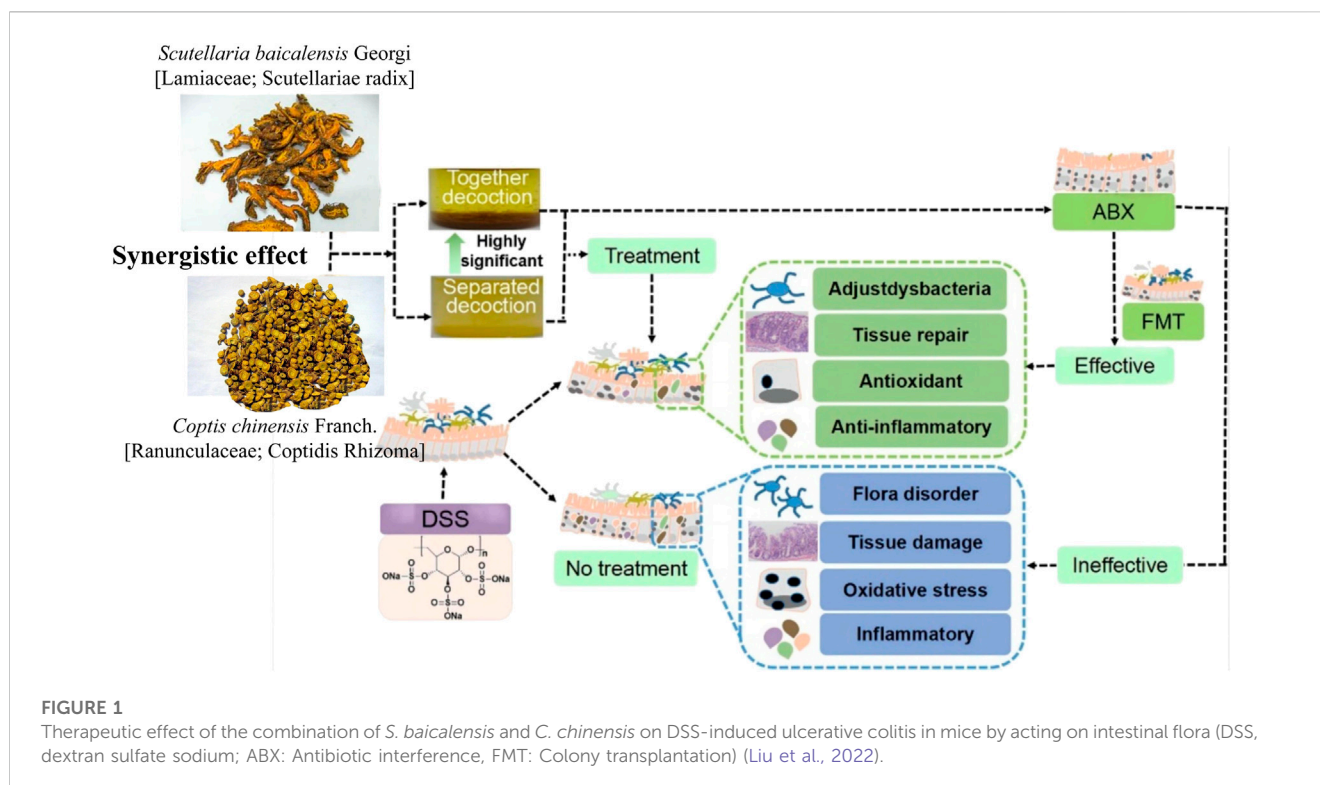 Scutellaria baicalensis Georgi
[Lamiaceae; Scutellariae radix]
Synergistic effect
Coptis chinensis Franch.
[Ranunculaceae; Coptidis Rhizoma]
Together
decoction
Highly
significant
Separated
decoction
Treatment
ABX
FMT
Effective
Ineffective
Adjustdysbacteria
Tissue repair
Antioxidant
Anti-inflammatory
DSS
O
O
n
ONa
O=S=O
O
O
O
O=S=O
ONa
O
O=S=O
ONa
No treatment
Flora disorder
Tissue damage
Oxidative stress
Inflammatory
FIGURE 1
Therapeutic effect of the combination of S. baicalensis and C. chinensis on DSS-induced ulcerative colitis in mice by acting on intestinal flora (DSS,
dextran sulfate sodium; ABX: Antibiotic interference, FMT: Colony transplantation) (Liu et al., 2022).